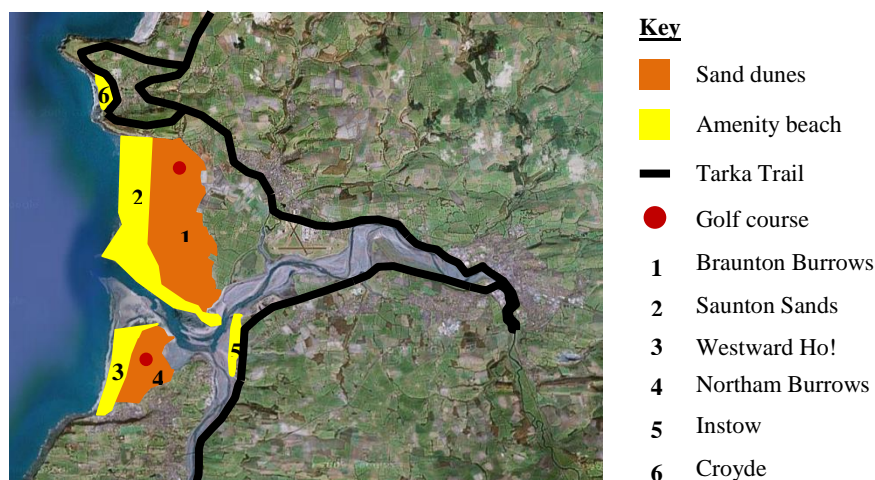 Key
Sand dunes
Amenity beach
Tarka Trail
Golf course
1 Braunton Burrows
2 Saunton Sands
3 Westward Ho!
4 Northam Burrows
5 Instow
6 Croyde
6
2
1
5
3
4